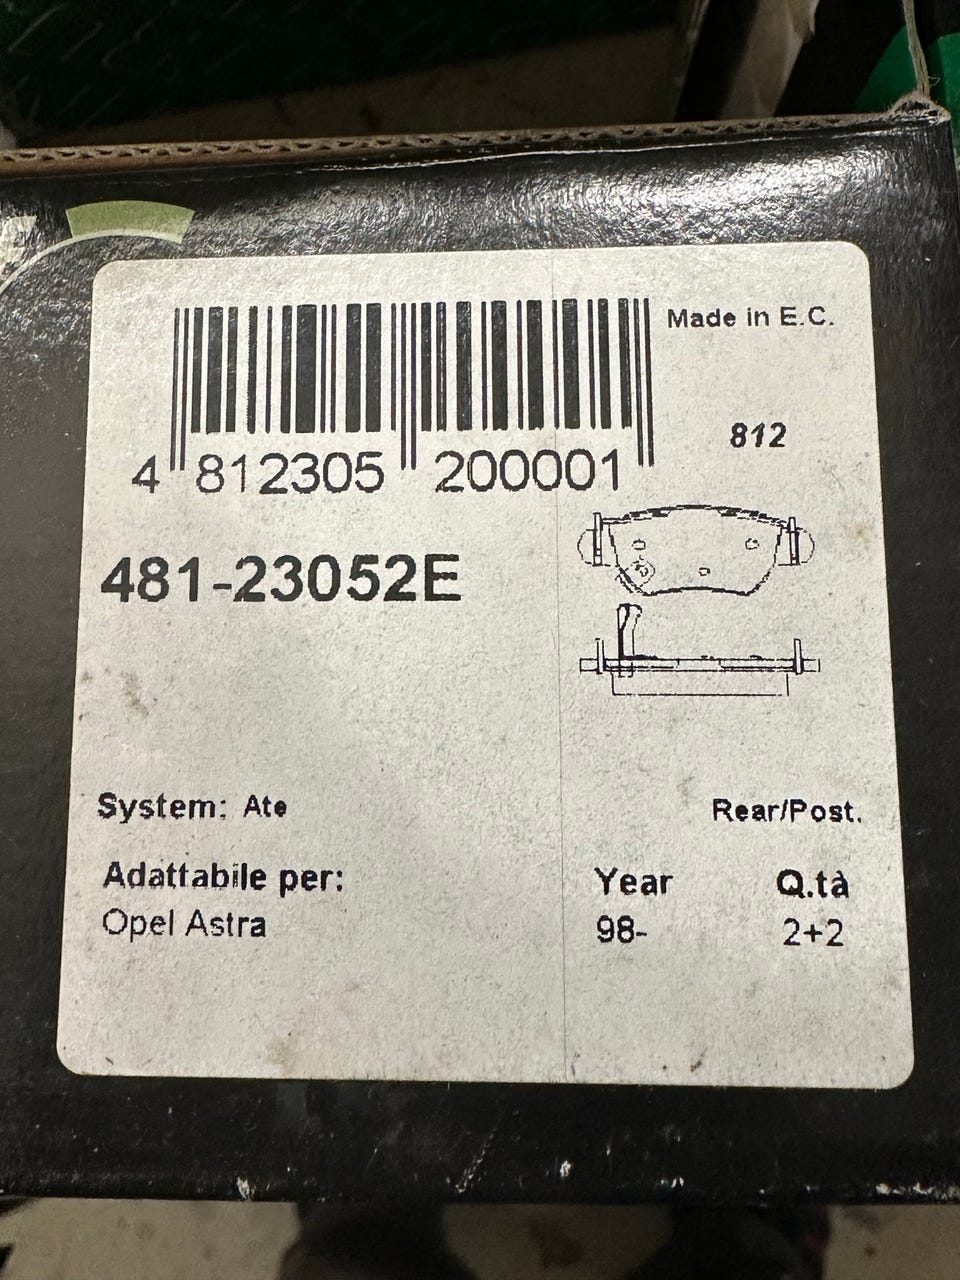 Made in E.C.
812
4 812305 200001
481-23052E
System: Ate
Rear/Post.
Adattabile per:
Year
Q.tà
Opel Astra
98-
2+2